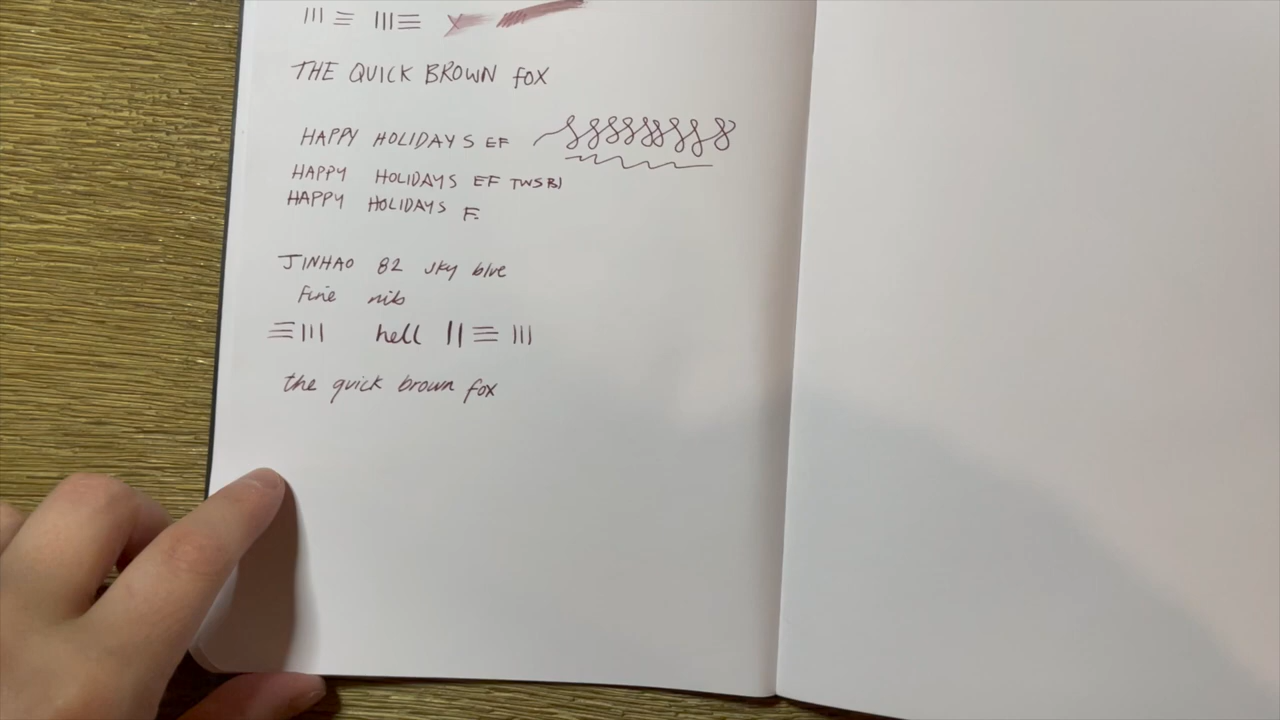 THE QUICK BROWN FOX
HAPPY HOLIDAYS EF
HAPPY HOLIDAYS EF TWSBI
HAPPY HOLIDAYS F
JINHAO 82 sky blue
Fine nib
hell
the quick brown fox